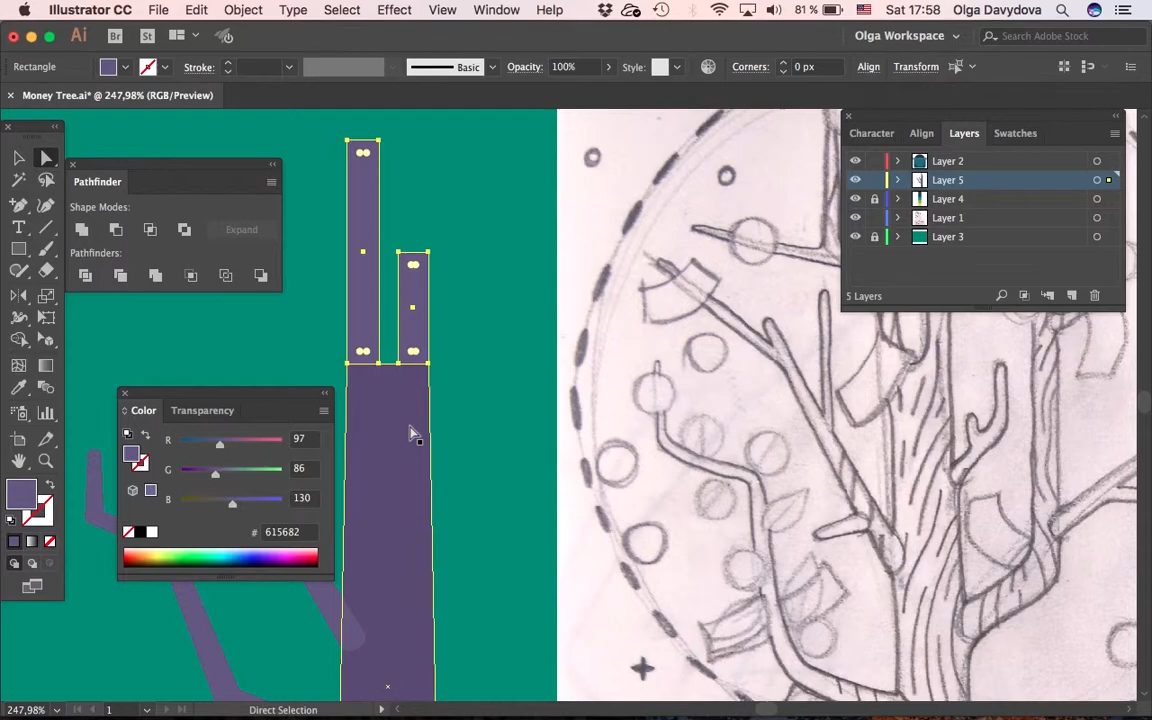 Illustrator CC File Edit Object Type Select Effect View Window Help 81 % Sat 17:58 Olga Davydova
Ai Br St Olga Workspace Search Adobe Stock
Rectangle Stroke: Basic Opacity: 100% Style: Corners: 0 px Align Transform
× Money Tree.ai* @ 247,98% (RGB/Preview)
Character Align Layers Swatches
Layer 2
Layer 5
Layer 4
Layer 1
Layer 3
5 Layers
Pathfinder
Shape Modes:
Expand
Pathfinders:
Color Transparency
R 97
G 86
B 130
# 615682
247,98% 1 Direct Selection